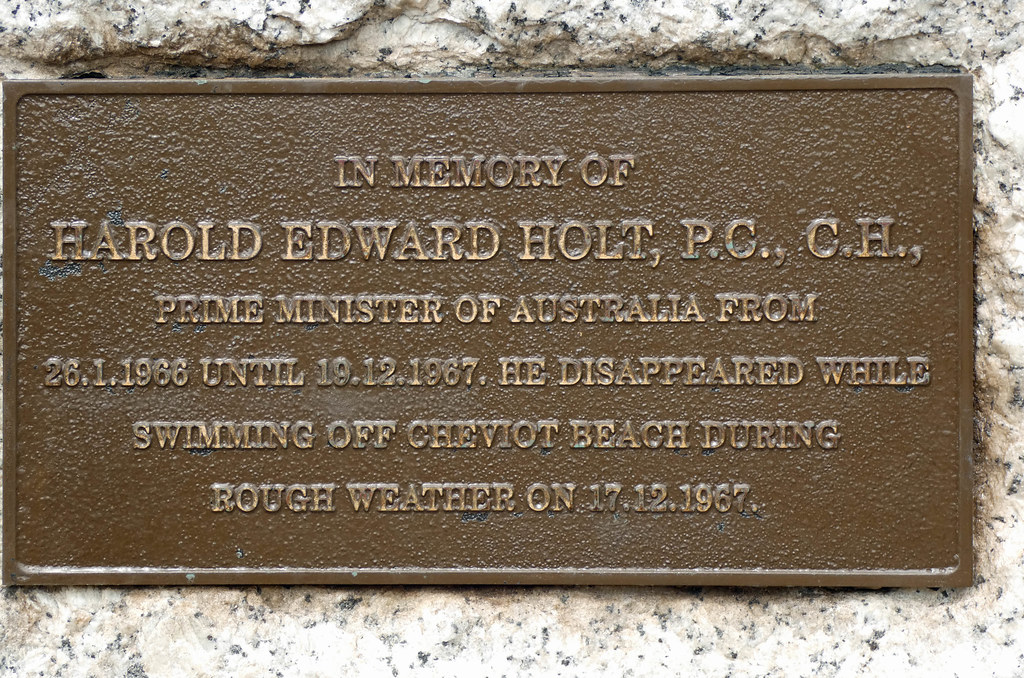 IN MEMORY OF
HAROLD EDWARD HOLT, P.C., C.H.,
PRIME MINISTER OF AUSTRALIA FROM
26.1.1966 UNTIL 19.12.1967. HE DISAPPEARED WHILE
SWIMMING OFF CHEVIOT BEACH DURING
ROUGH WEATHER ON 17.12.1967.